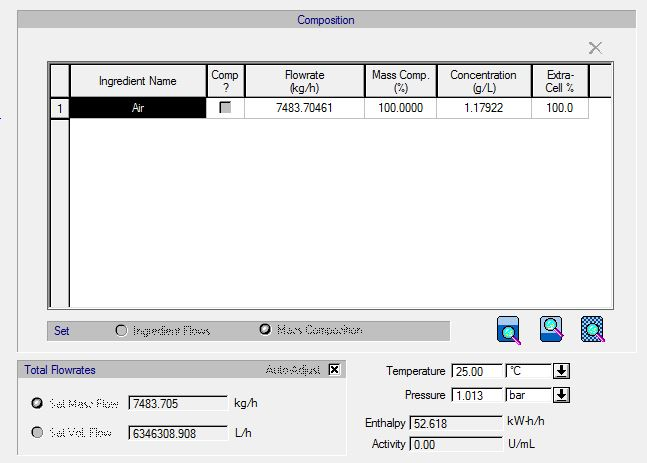 Composition
Ingredient Name Comp ? Flowrate (kg/h) Mass Comp. (%) Concentration (g/L) Extra-Cell %
1 Air 7483.70461 100.0000 1.17922 100.0
Set Ingredient Flows Mass Composition
Total Flowrates Auto-Adjust
Set Mass Flow 7483.705 kg/h
Set Vol. Flow 6346308.908 L/h
Temperature 25.00 °C
Pressure 1.013 bar
Enthalpy 52.618 kW-h/h
Activity 0.00 U/mL